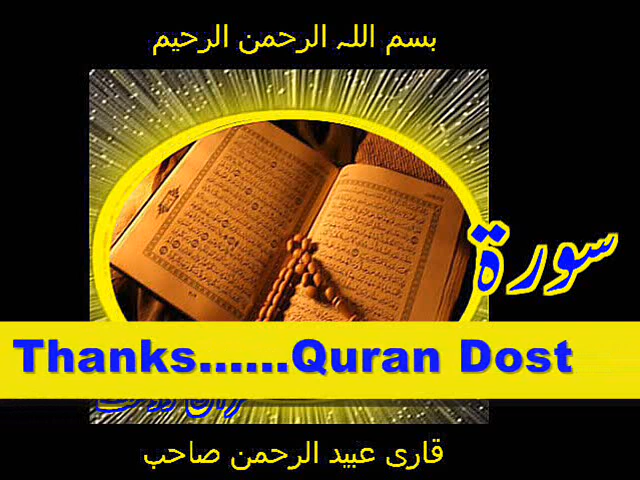 بسم اللہ الرحمن الرحیم
سورة
Thanks......Quran Dost
قاری عبید الرحمن صاحب